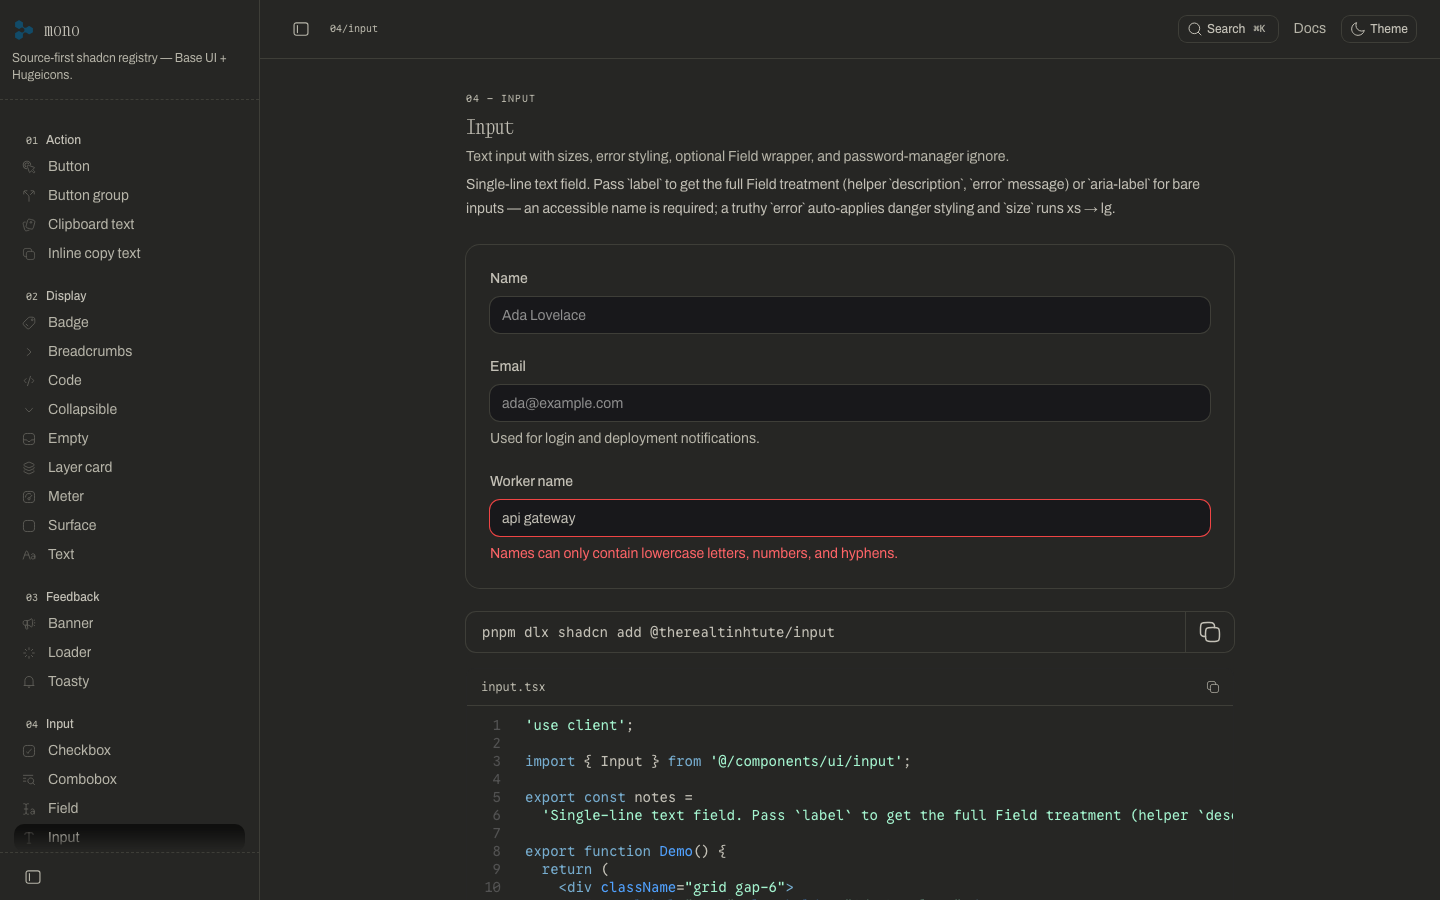 mono
Source-first shadcn registry — Base UI +
Hugeicons.
01 Action
Button
Button group
Clipboard text
Inline copy text
02 Display
Badge
Breadcrumbs
Code
Collapsible
Empty
Layer card
Meter
Surface
Text
03 Feedback
Banner
Loader
Toasty
04 Input
Checkbox
Combobox
Field
Input
04/input
Search ⌘K
Docs
Theme
04 — INPUT
Input
Text input with sizes, error styling, optional Field wrapper, and password-manager ignore.
Single-line text field. Pass `label` to get the full Field treatment (helper `description`, `error` message) or `aria-label` for bare
inputs — an accessible name is required; a truthy `error` auto-applies danger styling and `size` runs xs → lg.
Name
Ada Lovelace
Email
ada@example.com
Used for login and deployment notifications.
Worker name
api gateway
Names can only contain lowercase letters, numbers, and hyphens.
pnpm dlx shadcn add @therealtinhtute/input
input.tsx
1 'use client';
2
3 import { Input } from '@/components/ui/input';
4
5 export const notes =
6 'Single-line text field. Pass `label` to get the full Field treatment (helper `desc
7
8 export function Demo() {
9 return (
10 <div className="grid gap-6">